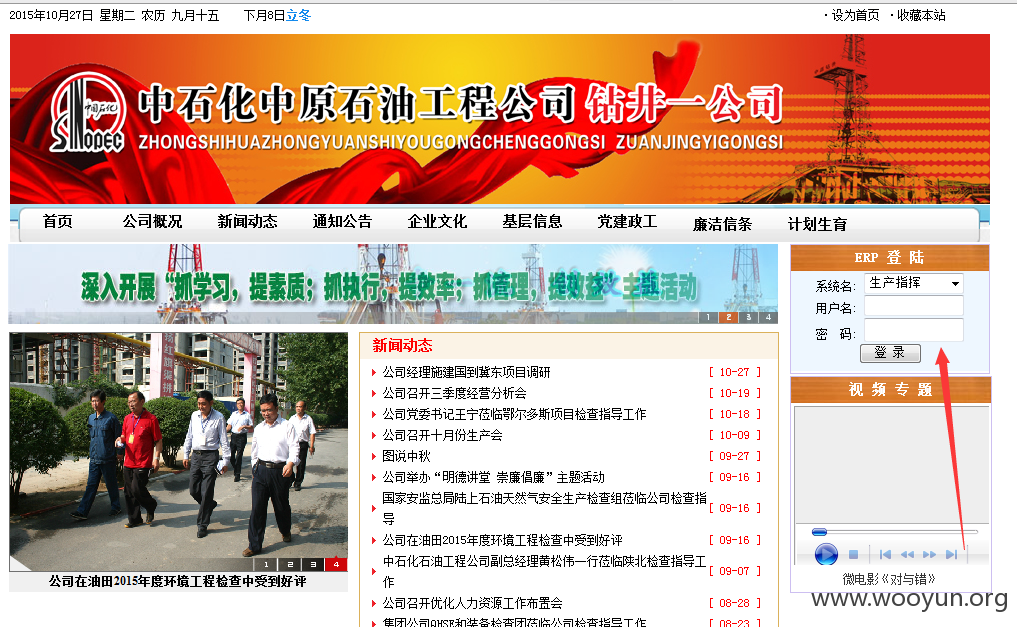 2015年10月27日 星期二 农历 九月十五 下月8日立冬 ·设为首页 ·收藏本站
中国石化
SINOPEC
中石化中原石油工程公司 钻井一公司
ZHONGSHIHUAZHONGYUANSHIYOUGONGCHENGGONGSI ZUANJINGYIGONGSI
首页 公司概况 新闻动态 通知公告 企业文化 基层信息 党建政工 廉洁信条 计划生育
深入开展“抓学习，提素质；抓执行，提效率；抓管理，提效益”主题活动
1 2 3 4
ERP 登 陆
系统名: 生产指挥
用户名:
密 码:
登 录
1 2 3 4
公司在油田2015年度环境工程检查中受到好评
新闻动态
公司经理施建国到冀东项目调研 [ 10-27 ]
公司召开三季度经营分析会 [ 10-19 ]
公司党委书记王宁莅临鄂尔多斯项目检查指导工作 [ 10-18 ]
公司召开十月份生产会 [ 10-09 ]
图说中秋 [ 09-27 ]
公司举办“明德讲堂 崇廉倡廉”主题活动 [ 09-16 ]
国家安监总局陆上石油天然气安全生产检查组莅临公司检查指
导 [ 09-16 ]
公司在油田2015年度环境工程检查中受到好评 [ 09-16 ]
中石化石油工程公司副总经理黄松伟一行莅临陕北检查指导工
作 [ 09-07 ]
公司召开优化人力资源工作布置会 [ 08-28 ]
集团公司QHSE和装备检查团莅临公司检查指导工作 [ 08-23 ]
视 频 专 题
微电影《对与错》
www.wooyun.org